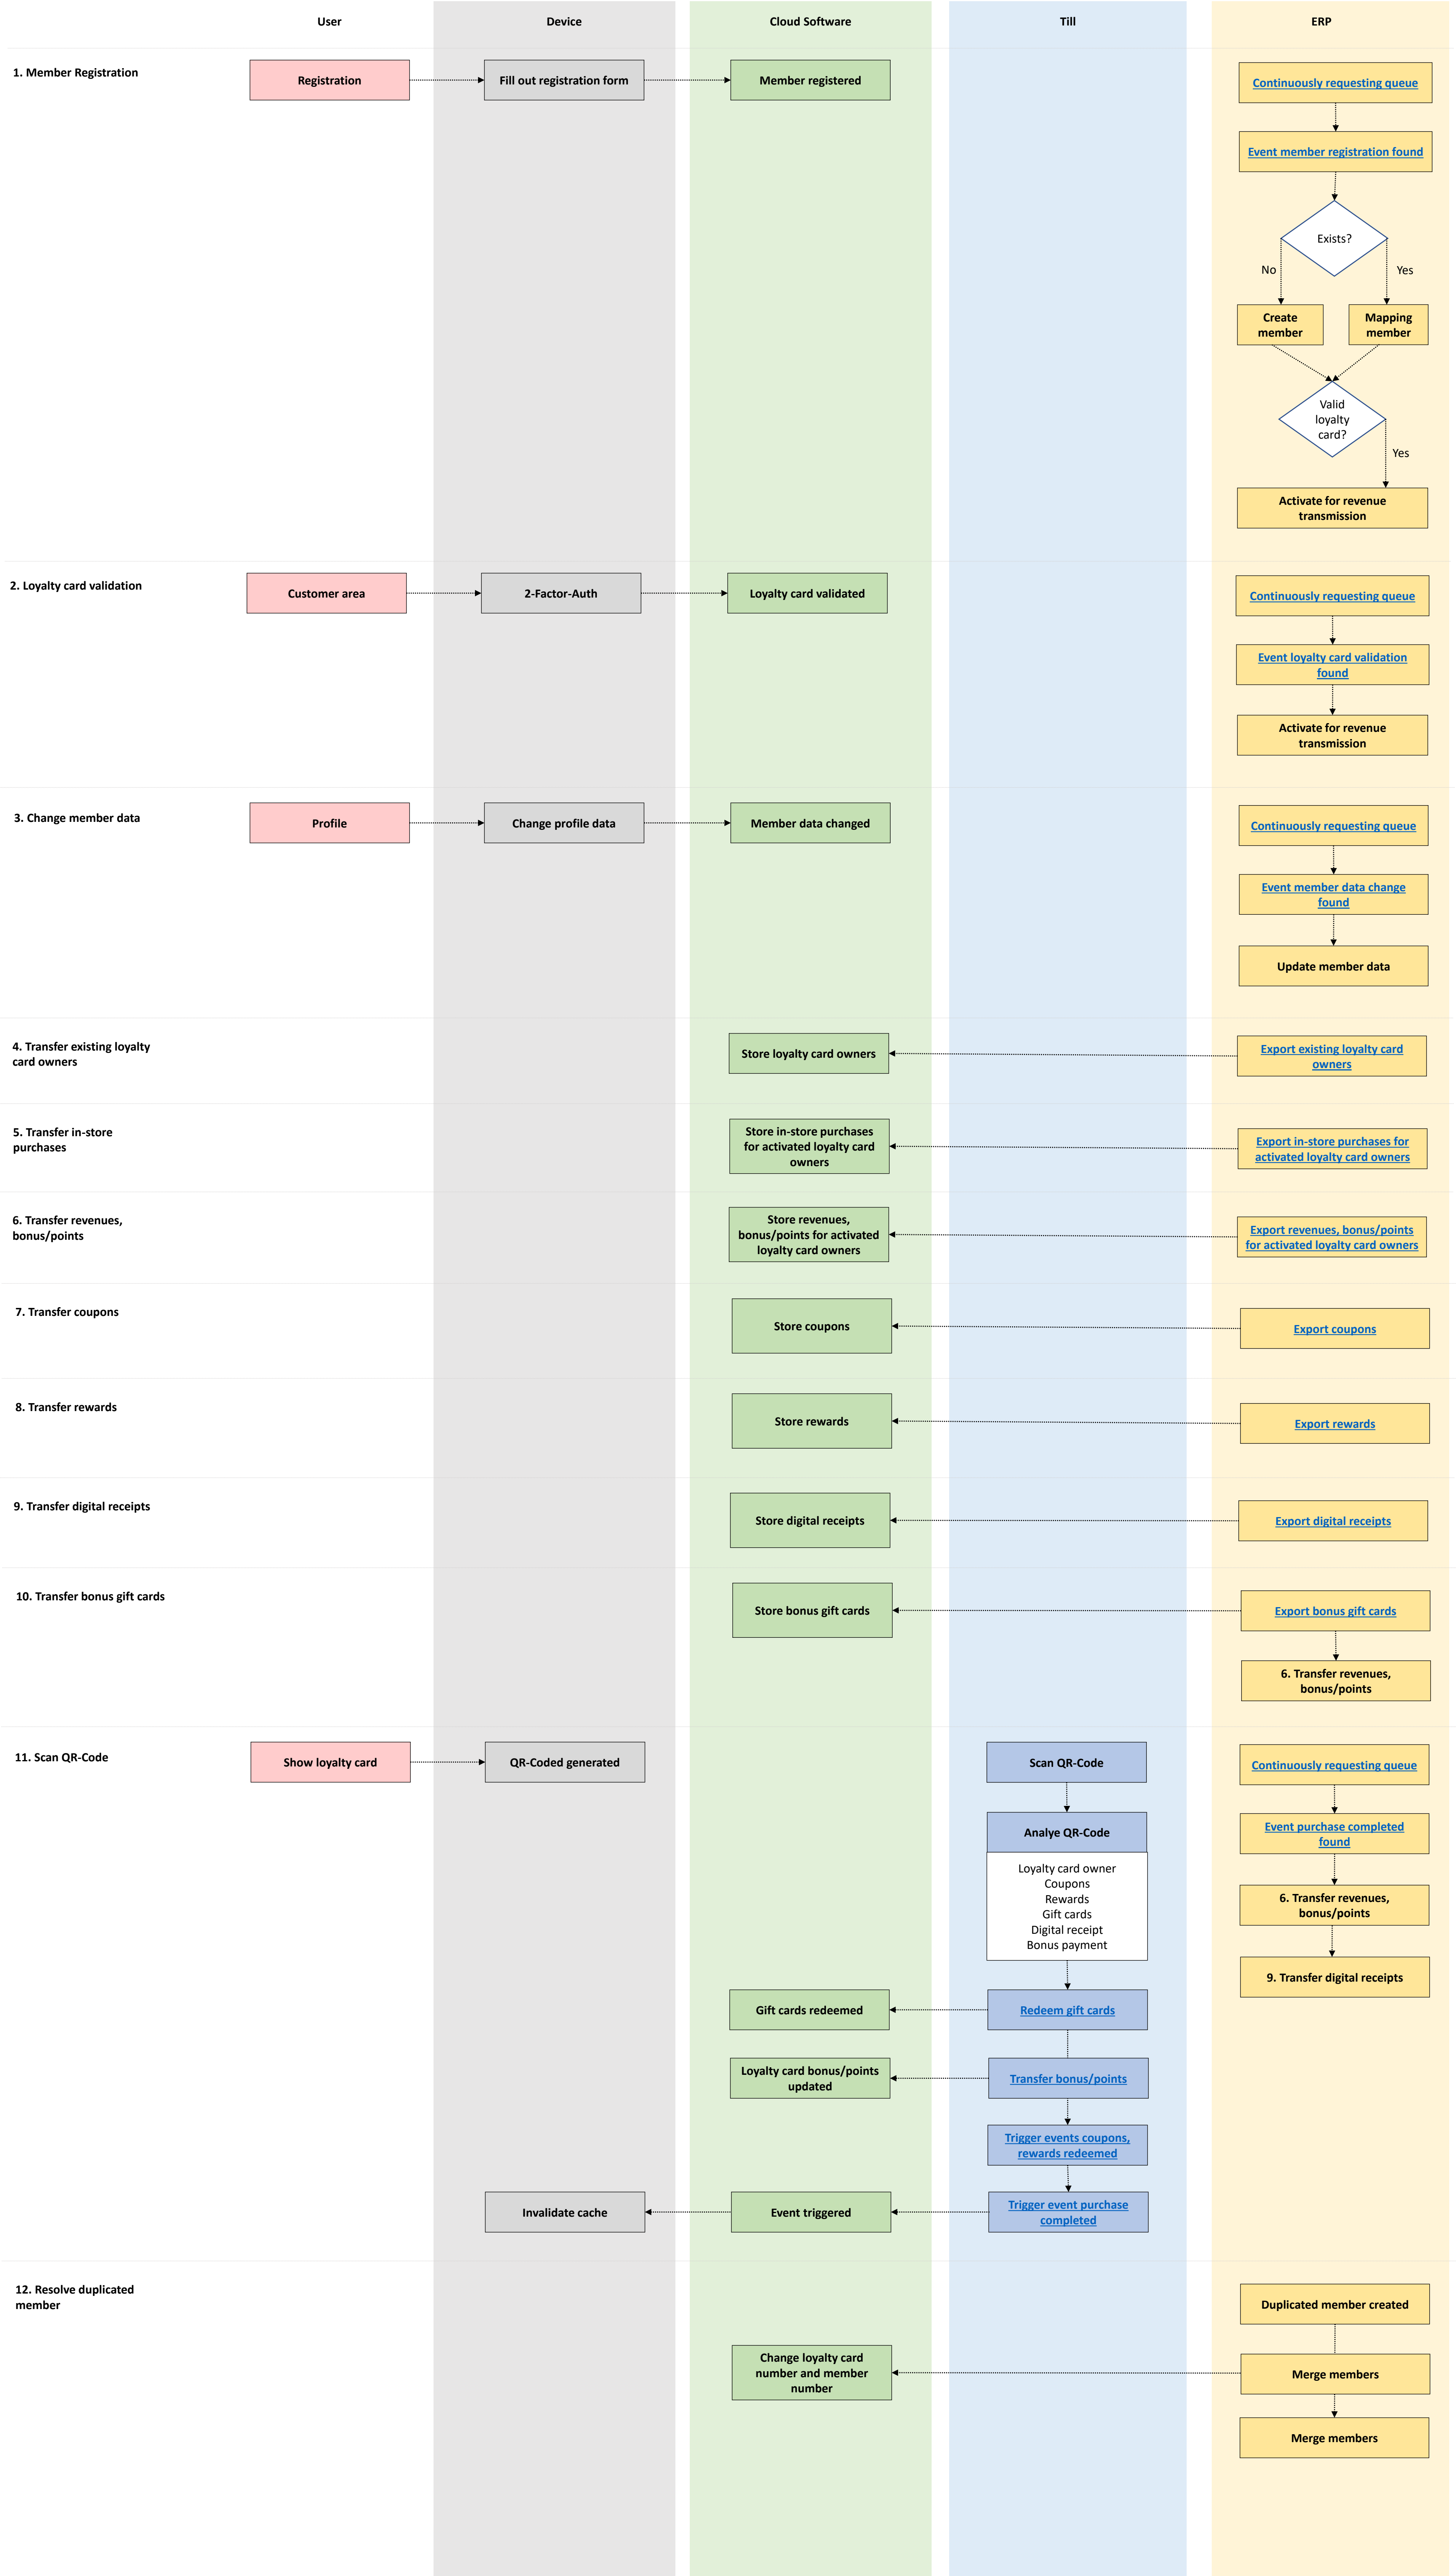 User
Device
Cloud Software
Till
ERP
1. Member Registration
Registration
Fill out registration form
Member registered
Continuously requesting queue
Event member registration found
Exists?
No
Yes
Create
member
Mapping
member
Valid
loyalty
card?
Yes
Activate for revenue
transmission
2. Loyalty card validation
Customer area
2-Factor-Auth
Loyalty card validated
Continuously requesting queue
Event loyalty card validation
found
Activate for revenue
transmission
3. Change member data
Profile
Change profile data
Member data changed
Continuously requesting queue
Event member data change
found
Update member data
4. Transfer existing loyalty
card owners
Store loyalty card owners
Export existing loyalty card
owners
5. Transfer in-store
purchases
Store in-store purchases
for activated loyalty card
owners
Export in-store purchases for
activated loyalty card owners
6. Transfer revenues,
bonus/points
Store revenues,
bonus/points for activated
loyalty card owners
Export revenues, bonus/points
for activated loyalty card owners
7. Transfer coupons
Store coupons
Export coupons
8. Transfer rewards
Store rewards
Export rewards
9. Transfer digital receipts
Store digital receipts
Export digital receipts
10. Transfer bonus gift cards
Store bonus gift cards
Export bonus gift cards
6. Transfer revenues,
bonus/points
11. Scan QR-Code
Show loyalty card
QR-Coded generated
Scan QR-Code
Continuously requesting queue
Analye QR-Code
Loyalty card owner
Coupons
Rewards
Gift cards
Digital receipt
Bonus payment
Event purchase completed
found
6. Transfer revenues,
bonus/points
9. Transfer digital receipts
Gift cards redeemed
Redeem gift cards
Loyalty card bonus/points
updated
Transfer bonus/points
Trigger events coupons,
rewards redeemed
Invalidate cache
Event triggered
Trigger event purchase
completed
12. Resolve duplicated
member
Duplicated member created
Change loyalty card
number and member
number
Merge members
Merge members